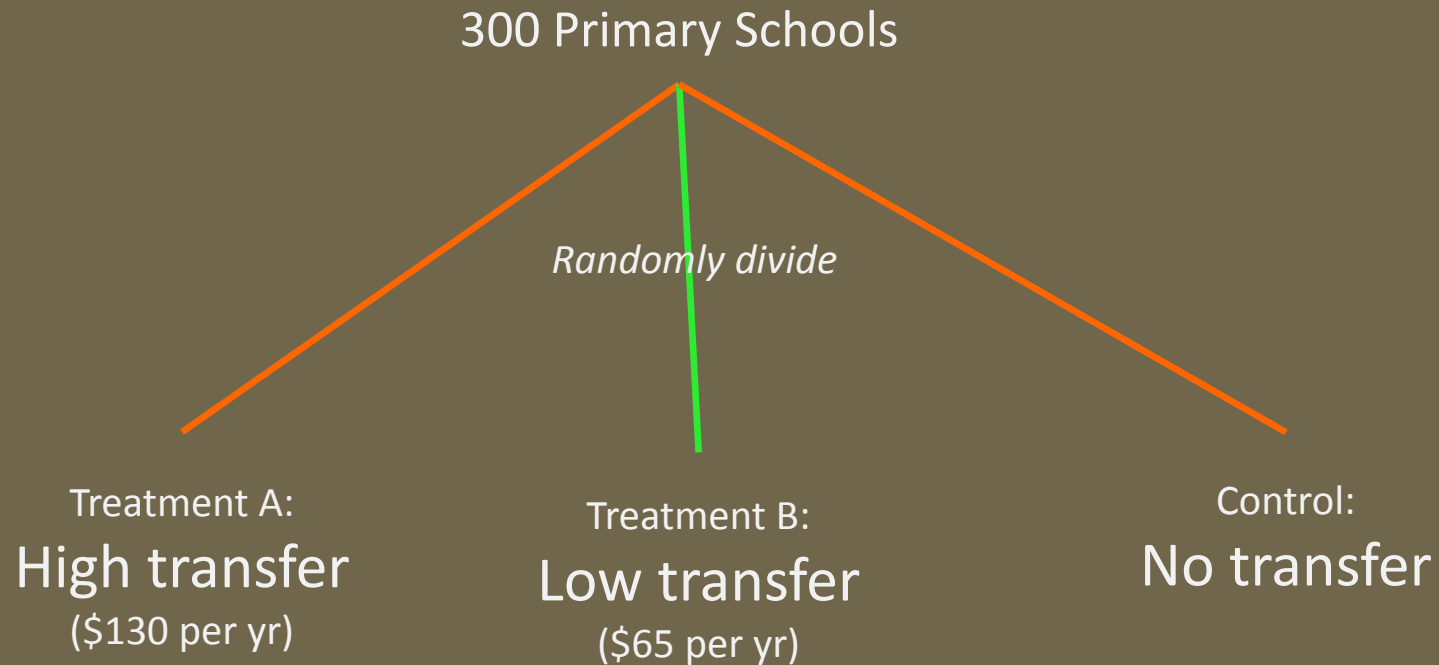 300 Primary Schools
Randomly divide
Treatment A:
High transfer
($130 per yr)
Treatment B:
Low transfer
($65 per yr)
Control:
No transfer